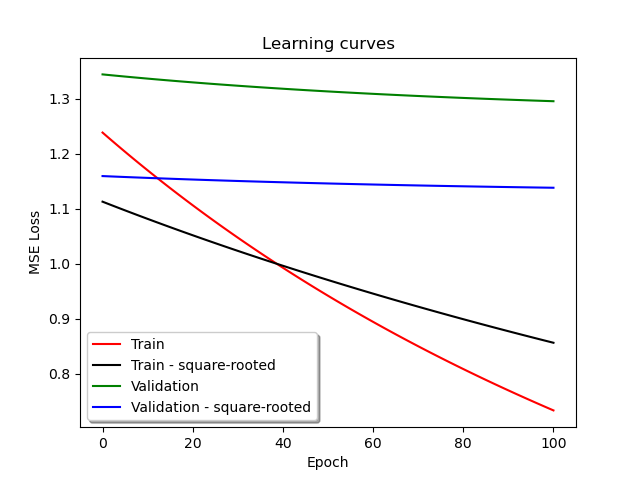 Learning curves
MSE Loss
1.3
1.2
1.1
1.0
0.9
0.8
Train
Train - square-rooted
Validation
Validation - square-rooted
0 20 40 60 80 100
Epoch